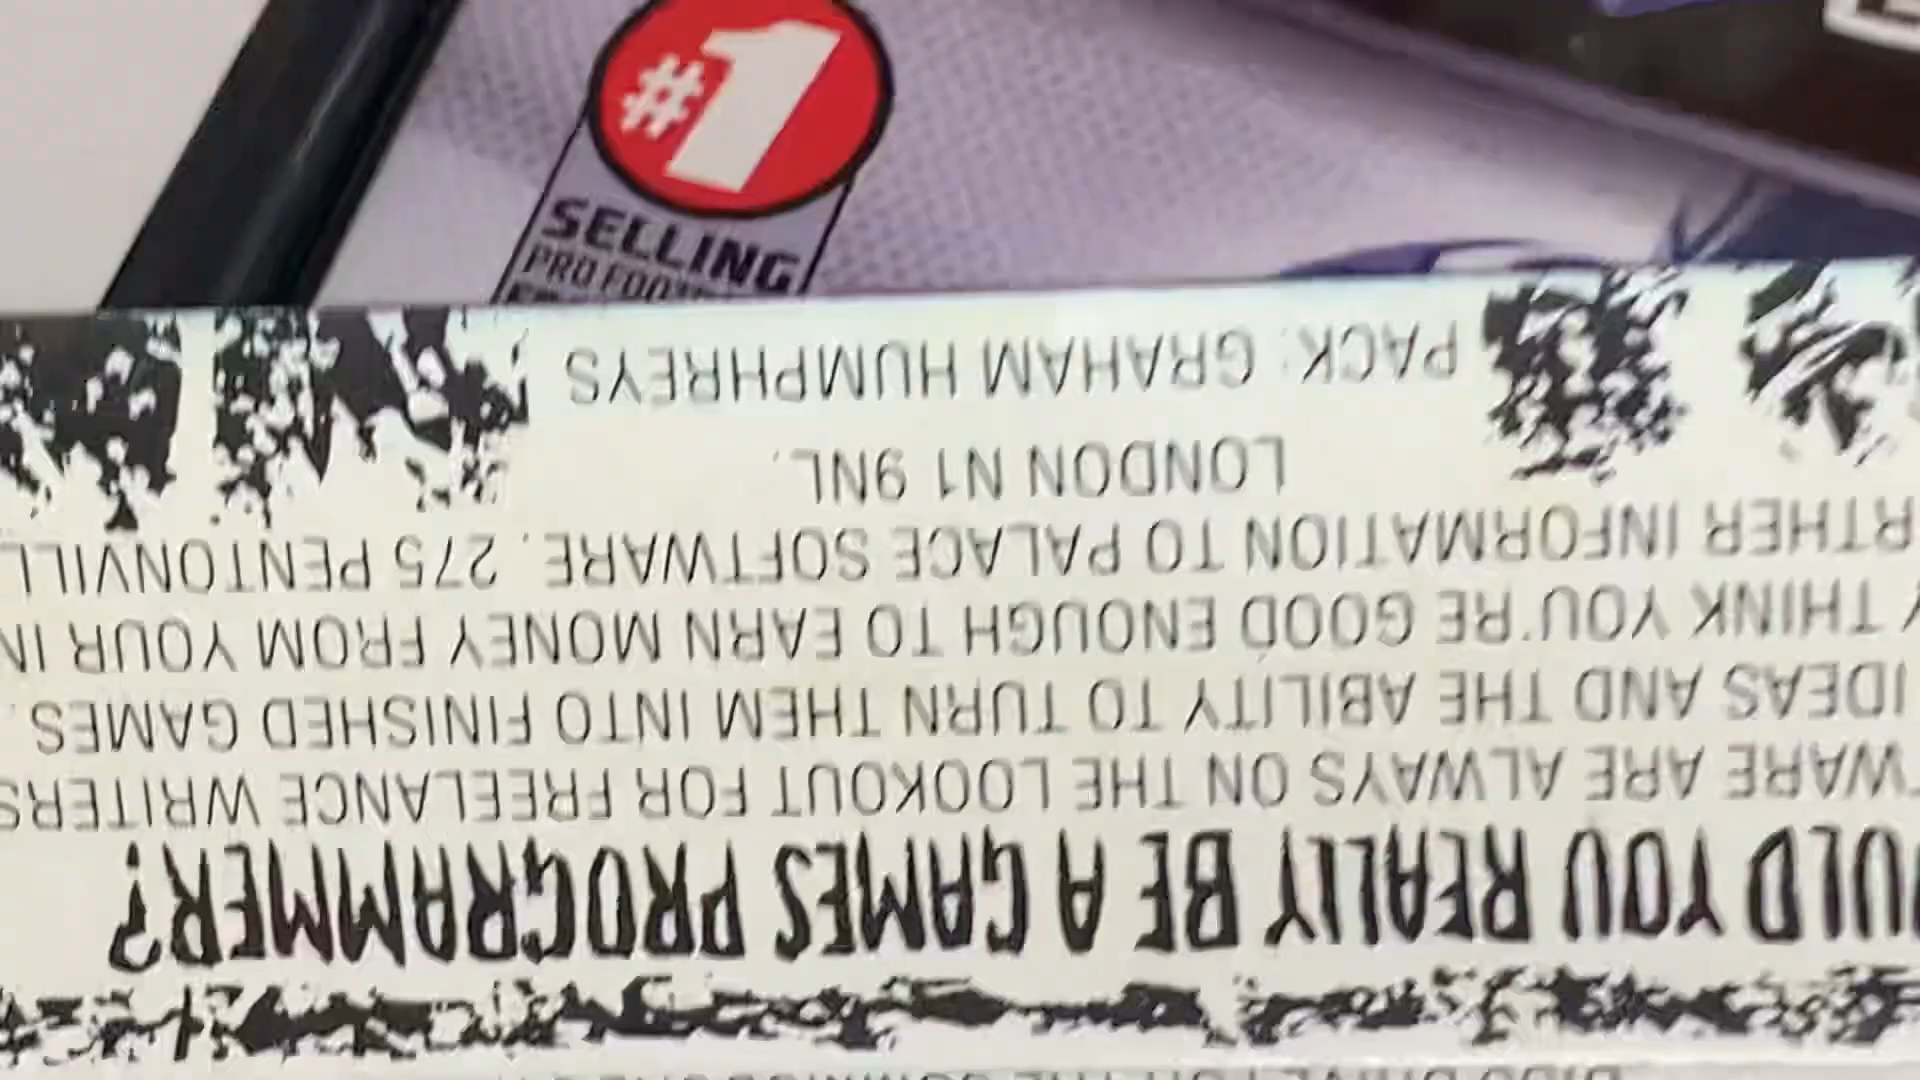 #1
SELLING
PRO FOOT
ULD YOU REALLY BE A GAMES PROGRAMMER?
WARE ARE ALWAYS ON THE LOOKOUT FOR FREELANCE WRITERS
IDEAS AND THE ABILITY TO TURN THEM INTO FINISHED GAMES.
Y THINK YOU'RE GOOD ENOUGH TO EARN MONEY FROM YOUR IN
RTHER INFORMATION TO PALACE SOFTWARE. 275 PENTONVILL
LONDON N1 9NL.
PACK: GRAHAM HUMPHREYS